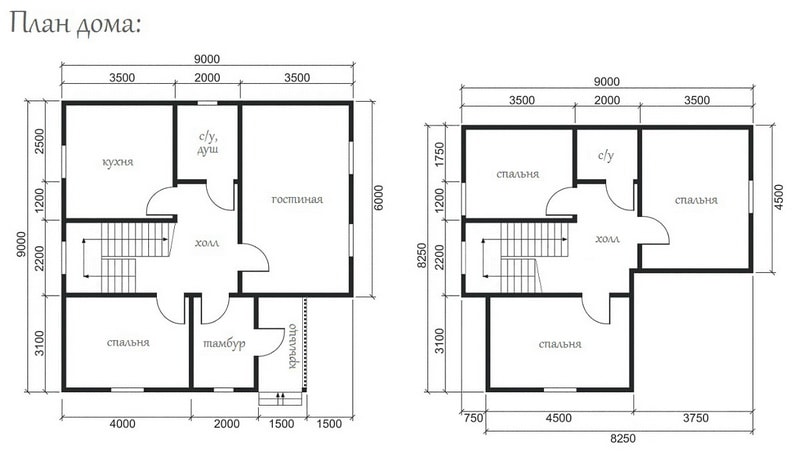 План дома:
9000
3500 2000 3500
2500
1200
2200
3100
9000
6000
кухня
с/у,
душ
гостиная
холл
спальня
тамбур
крыльцо
4000 2000 1500 1500
9000
3500 2000 3500
1750
1200
2200
3100
8250
4500
спальня
с/у
спальня
холл
спальня
750 4500 3750
8250